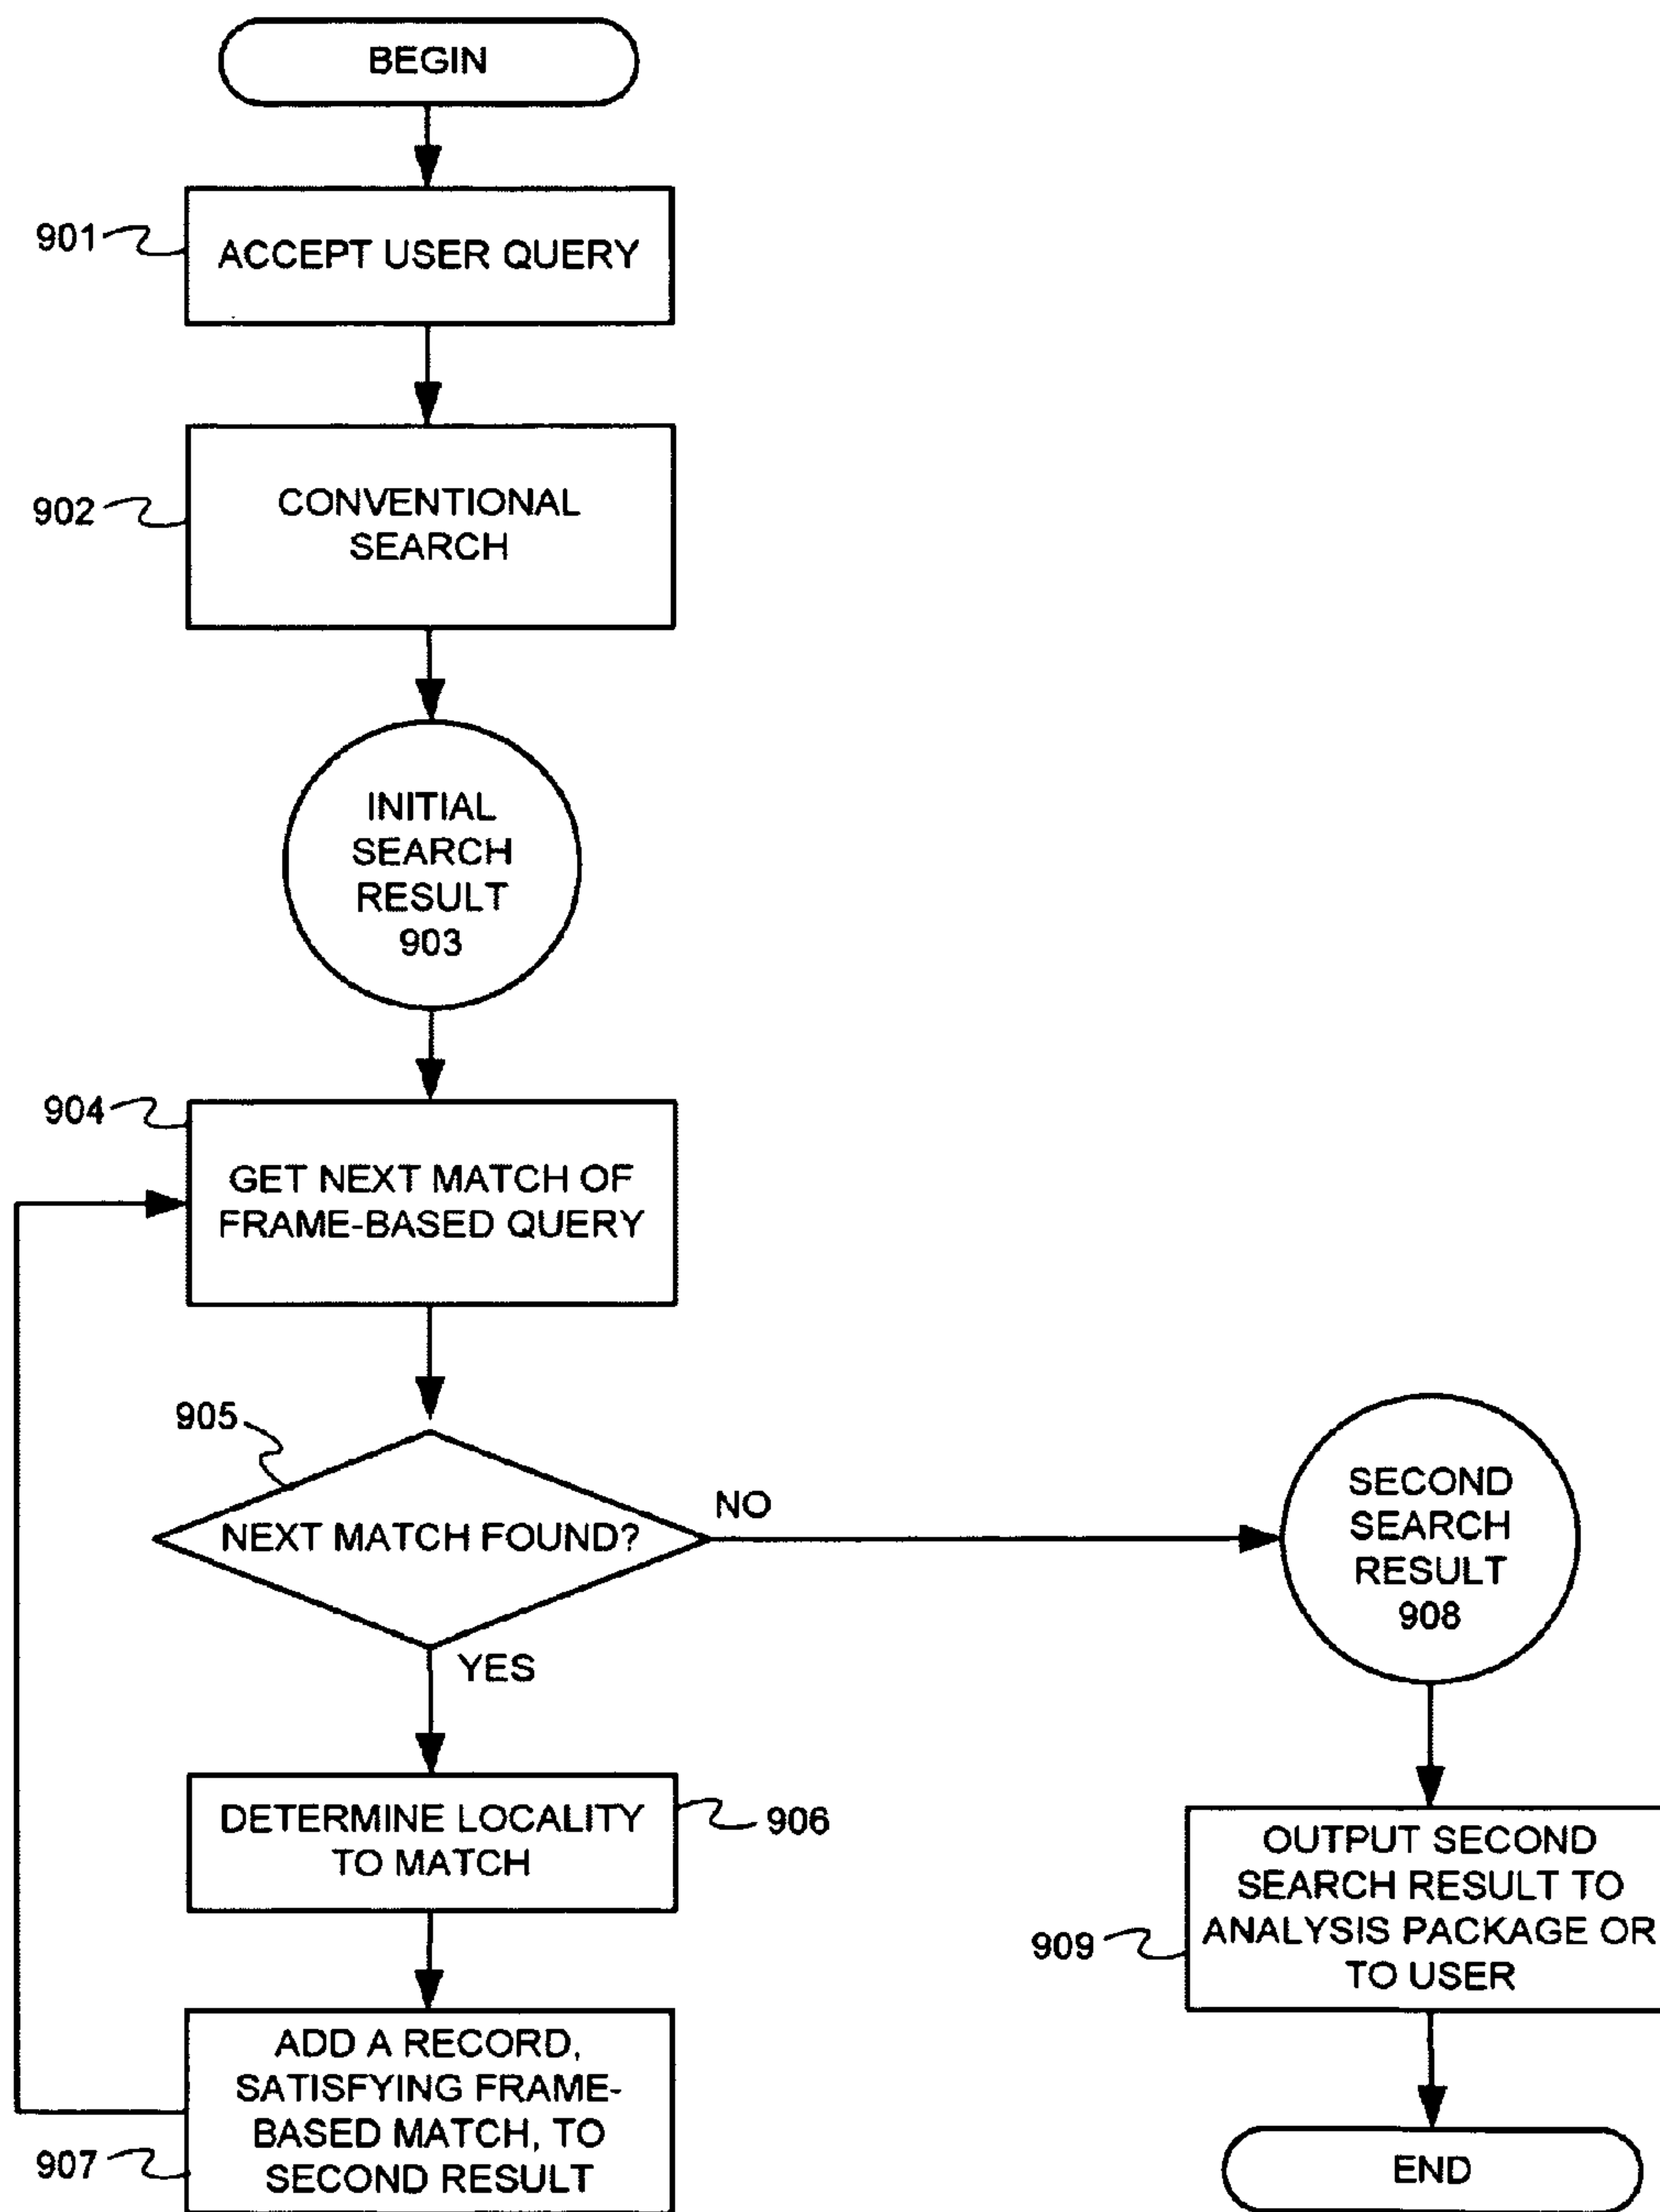 BEGIN
901
ACCEPT USER QUERY
902
CONVENTIONAL
SEARCH
INITIAL
SEARCH
RESULT
903
904
GET NEXT MATCH OF
FRAME-BASED QUERY
905
NEXT MATCH FOUND?
NO
YES
DETERMINE LOCALITY
TO MATCH
906
ADD A RECORD,
SATISFYING FRAME-
BASED MATCH, TO
SECOND RESULT
907
SECOND
SEARCH
RESULT
908
OUTPUT SECOND
SEARCH RESULT TO
ANALYSIS PACKAGE OR
TO USER
909
END